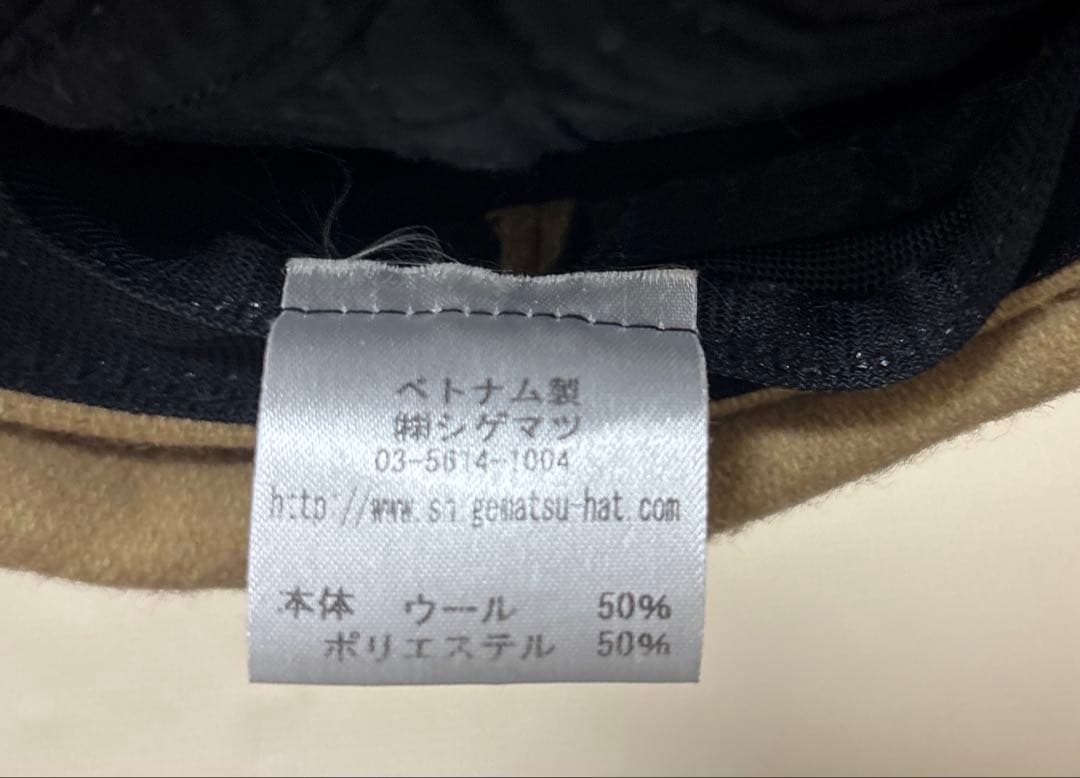 ベトナム製
㈱シゲマツ
03-5614-1004
http://www.shigematsu-hat.com
本体 ウール 50%
ポリエステル 50%